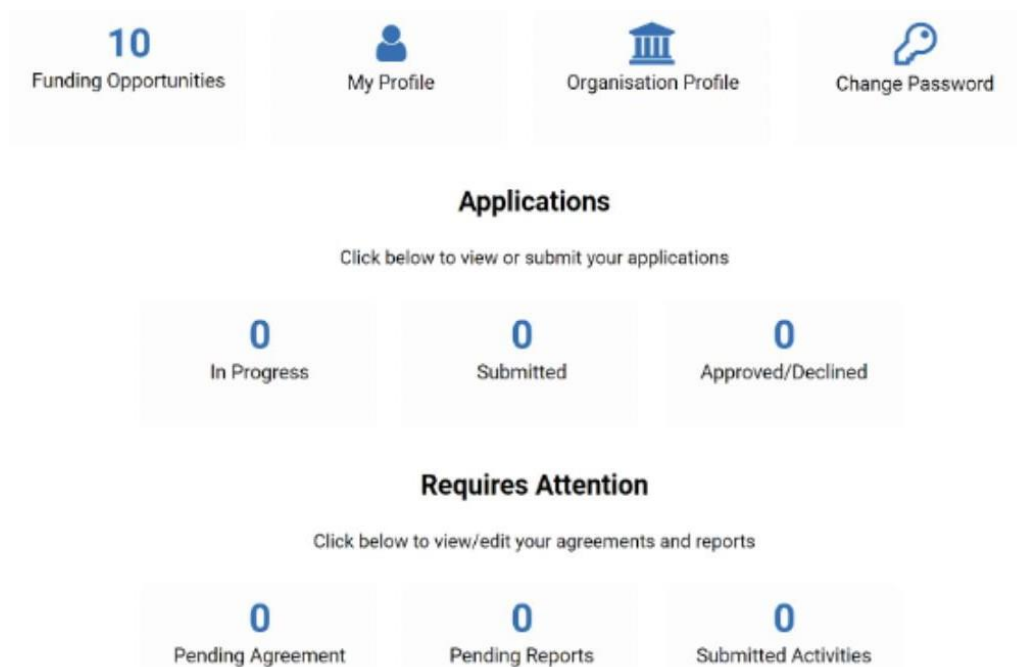 10
Funding Opportunities
My Profile
Organisation Profile
Change Password
Applications
Click below to view or submit your applications
0
In Progress
0
Submitted
0
Approved/Declined
Requires Attention
Click below to view/edit your agreements and reports
0
Pending Agreement
0
Pending Reports
0
Submitted Activities